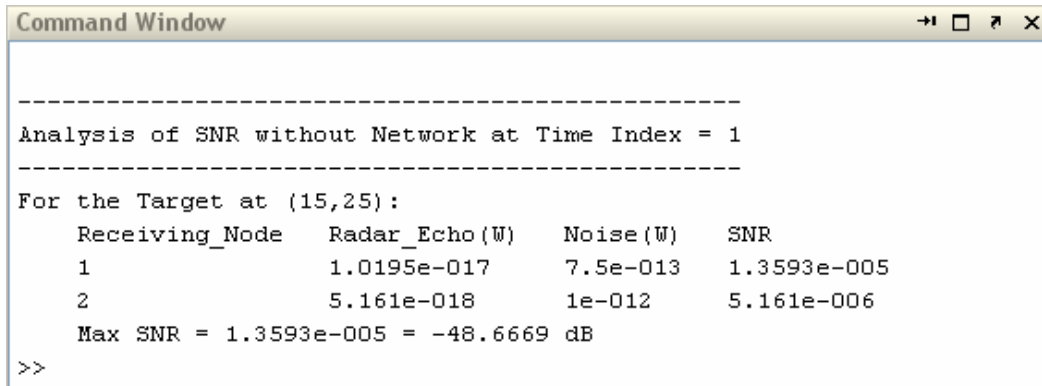 Command Window
-------------------------------------------------
Analysis of SNR without Network at Time Index = 1
-------------------------------------------------
For the Target at (15,25):
Receiving_Node Radar_Echo(W) Noise(W) SNR
1 1.0195e-017 7.5e-013 1.3593e-005
2 5.161e-018 1e-012 5.161e-006
Max SNR = 1.3593e-005 = -48.6669 dB
>>